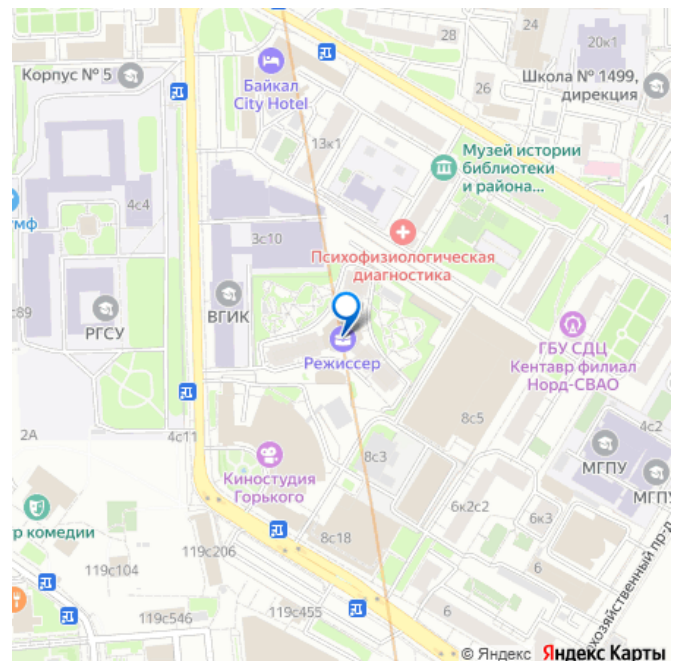 28
24
20к1
Корпус № 5
Байкал
City Hotel
Школа № 1499,
дирекция
26
13к1
Музей истории
библиотеки
и района...
4с4
умф
3с10
Психофизиологическая
диагностика
с89
РГСУ
ВГИК
ГБУ СДЦ
Кентавр филиал
Норд-СВАО
Режиссер
8с5
4с2
2А
4с11
8с3
МГПУ
МГПУ
Киностудия
Горького
6к2с2
6к3
р комедии
8с18
119с206
119с104
6
119с546
119с455
6
хозяйственный пр-д
© Яндекс Яндекс Карты